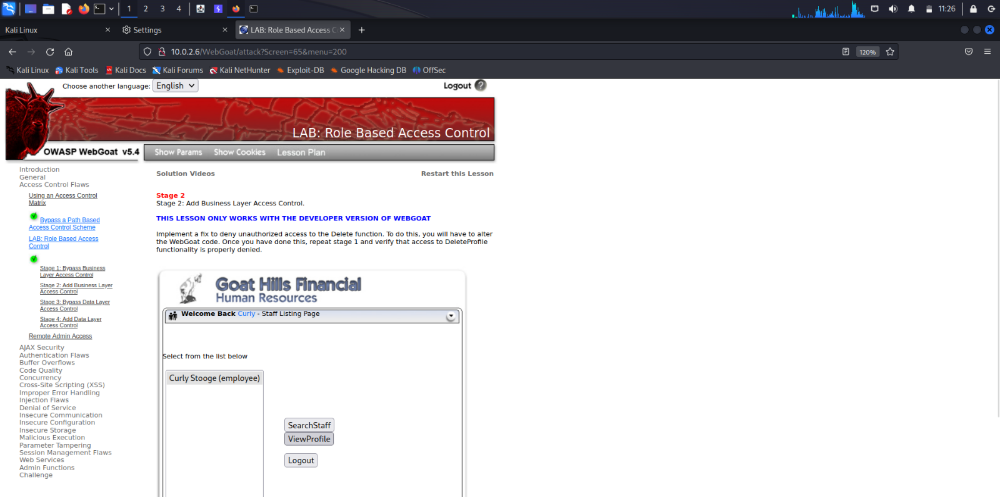 1 2 3 4 11:26
Kali Linux
Settings
LAB: Role Based Access C
10.0.2.6/WebGoat/attack?Screen=65&menu=200
120%
Kali Linux Kali Tools Kali Docs Kali Forums Kali NetHunter Exploit-DB Google Hacking DB OffSec
Choose another language: English
Logout ?
LAB: Role Based Access Control
OWASP WebGoat v5.4
Show Params Show Cookies Lesson Plan
Introduction
General
Access Control Flaws
Using an Access Control
Matrix
Bypass a Path Based
Access Control Scheme
LAB: Role Based Access
Control
Stage 1: Bypass Business
Layer Access Control
Stage 2: Add Business Layer
Access Control
Stage 3: Bypass Data Layer
Access Control
Stage 4: Add Data Layer
Access Control
Remote Admin Access
AJAX Security
Authentication Flaws
Buffer Overflows
Code Quality
Concurrency
Cross-Site Scripting (XSS)
Improper Error Handling
Injection Flaws
Denial of Service
Insecure Communication
Insecure Configuration
Insecure Storage
Malicious Execution
Parameter Tampering
Session Management Flaws
Web Services
Admin Functions
Challenge
Solution Videos
Restart this Lesson
Stage 2
Stage 2: Add Business Layer Access Control.
THIS LESSON ONLY WORKS WITH THE DEVELOPER VERSION OF WEBGOAT
Implement a fix to deny unauthorized access to the Delete function. To do this, you will have to alter
the WebGoat code. Once you have done this, repeat stage 1 and verify that access to DeleteProfile
functionality is properly denied.
Goat Hills Financial
Human Resources
Welcome Back Curly - Staff Listing Page
Select from the list below
Curly Stooge (employee)
SearchStaff
ViewProfile
Logout